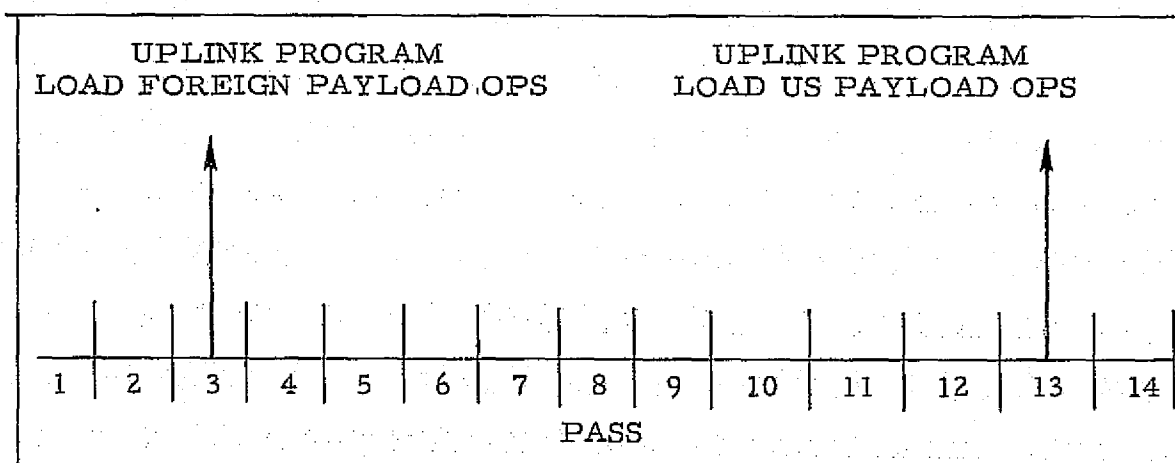 UPLINK PROGRAM
LOAD FOREIGN PAYLOAD OPS
UPLINK PROGRAM
LOAD US PAYLOAD OPS
1 2 3 4 5 6 7 8 9 10 11 12 13 14
PASS